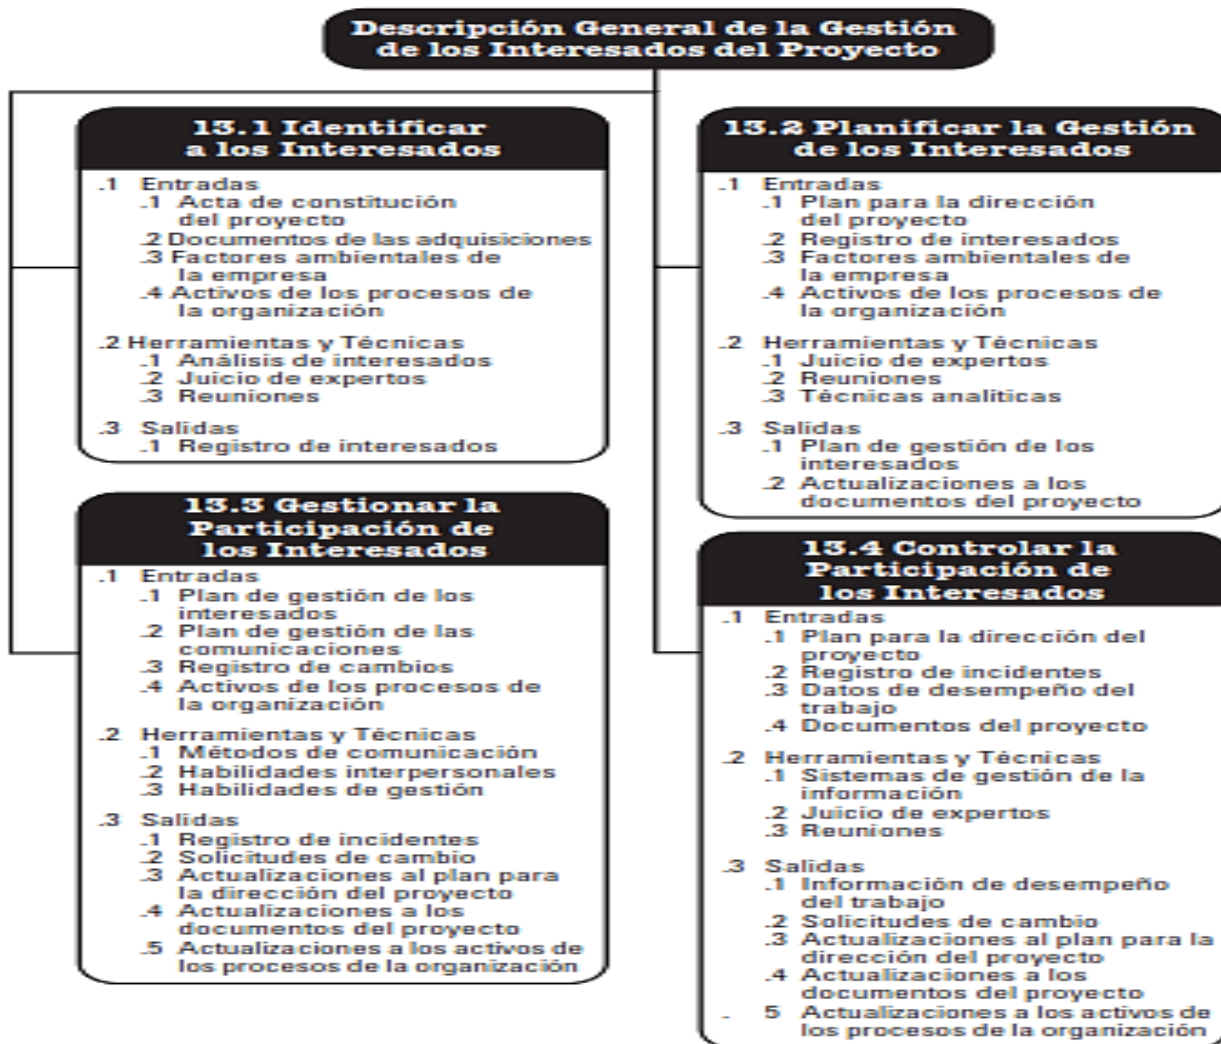 Descripción General de la Gestión
de los Interesados del Proyecto
13.1 Identificar
a los Interesados
.1 Entradas
.1 Acta de constitución
del proyecto
.2 Documentos de las adquisiciones
.3 Factores ambientales de
la empresa
.4 Activos de los procesos de
la organización
.2 Herramientas y Técnicas
.1 Análisis de interesados
.2 Juicio de expertos
.3 Reuniones
.3 Salidas
.1 Registro de interesados
13.2 Planificar la Gestión
de los Interesados
.1 Entradas
.1 Plan para la dirección
del proyecto
.2 Registro de interesados
.3 Factores ambientales de
la empresa
.4 Activos de los procesos de
la organización
.2 Herramientas y Técnicas
.1 Juicio de expertos
.2 Reuniones
.3 Técnicas analíticas
.3 Salidas
.1 Plan de gestión de los
interesados
.2 Actualizaciones a los
documentos del proyecto
13.3 Gestionar la
Participación de
los Interesados
.1 Entradas
.1 Plan de gestión de los
interesados
.2 Plan de gestión de las
comunicaciones
.3 Registro de cambios
.4 Activos de los procesos de
la organización
.2 Herramientas y Técnicas
.1 Métodos de comunicación
.2 Habilidades interpersonales
.3 Habilidades de gestión
.3 Salidas
.1 Registro de incidentes
.2 Solicitudes de cambio
.3 Actualizaciones al plan para
la dirección del proyecto
.4 Actualizaciones a los
documentos del proyecto
.5 Actualizaciones a los activos de
los procesos de la organización
13.4 Controlar la
Participación de
los Interesados
.1 Entradas
.1 Plan para la dirección del
proyecto
.2 Registro de incidentes
.3 Datos de desempeño del
trabajo
.4 Documentos del proyecto
.2 Herramientas y Técnicas
.1 Sistemas de gestión de la
información
.2 Juicio de expertos
.3 Reuniones
.3 Salidas
.1 Información de desempeño
del trabajo
.2 Solicitudes de cambio
.3 Actualizaciones al plan para la
dirección del proyecto
.4 Actualizaciones a los
documentos del proyecto
. 5 Actualizaciones a los activos de
los procesos de la organización